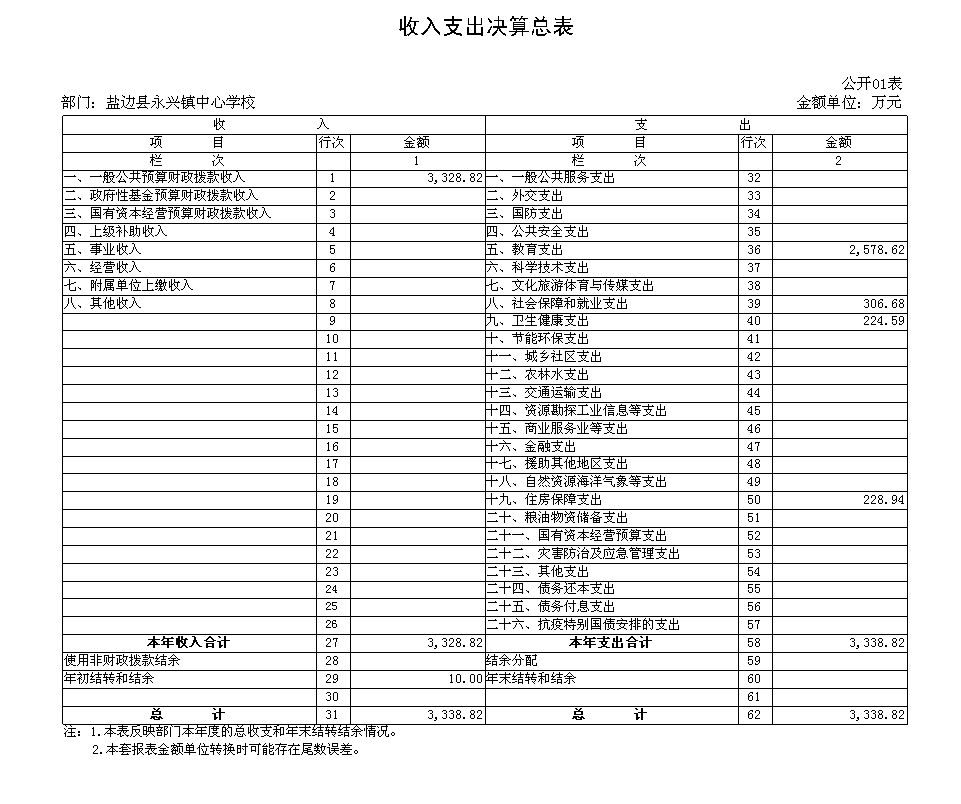 收入支出决算总表
公开01表
部门：盐边县永兴镇中心学校 金额单位：万元
收 入 支 出
项 目 行次 金额 项 目 行次 金额
栏 次 1 栏 次 2
一、一般公共预算财政拨款收入 1 3,328.82 一、一般公共服务支出 32
二、政府性基金预算财政拨款收入 2 二、外交支出 33
三、国有资本经营预算财政拨款收入 3 三、国防支出 34
四、上级补助收入 4 四、公共安全支出 35
五、事业收入 5 五、教育支出 36 2,578.62
六、经营收入 6 六、科学技术支出 37
七、附属单位上缴收入 7 七、文化旅游体育与传媒支出 38
八、其他收入 8 八、社会保障和就业支出 39 306.68
9 九、卫生健康支出 40 224.59
10 十、节能环保支出 41
11 十一、城乡社区支出 42
12 十二、农林水支出 43
13 十三、交通运输支出 44
14 十四、资源勘探工业信息等支出 45
15 十五、商业服务业等支出 46
16 十六、金融支出 47
17 十七、援助其他地区支出 48
18 十八、自然资源海洋气象等支出 49
19 十九、住房保障支出 50 228.94
20 二十、粮油物资储备支出 51
21 二十一、国有资本经营预算支出 52
22 二十二、灾害防治及应急管理支出 53
23 二十三、其他支出 54
24 二十四、债务还本支出 55
25 二十五、债务付息支出 56
26 二十六、抗疫特别国债安排的支出 57
本年收入合计 27 3,328.82 本年支出合计 58 3,338.82
使用非财政拨款结余 28 结余分配 59
年初结转和结余 29 10.00 年末结转和结余 60
30 61
总 计 31 3,338.82 总 计 62 3,338.82
注：1.本表反映部门本年度的总收支和年末结转结余情况。
2.本套报表金额单位转换时可能存在尾数误差。